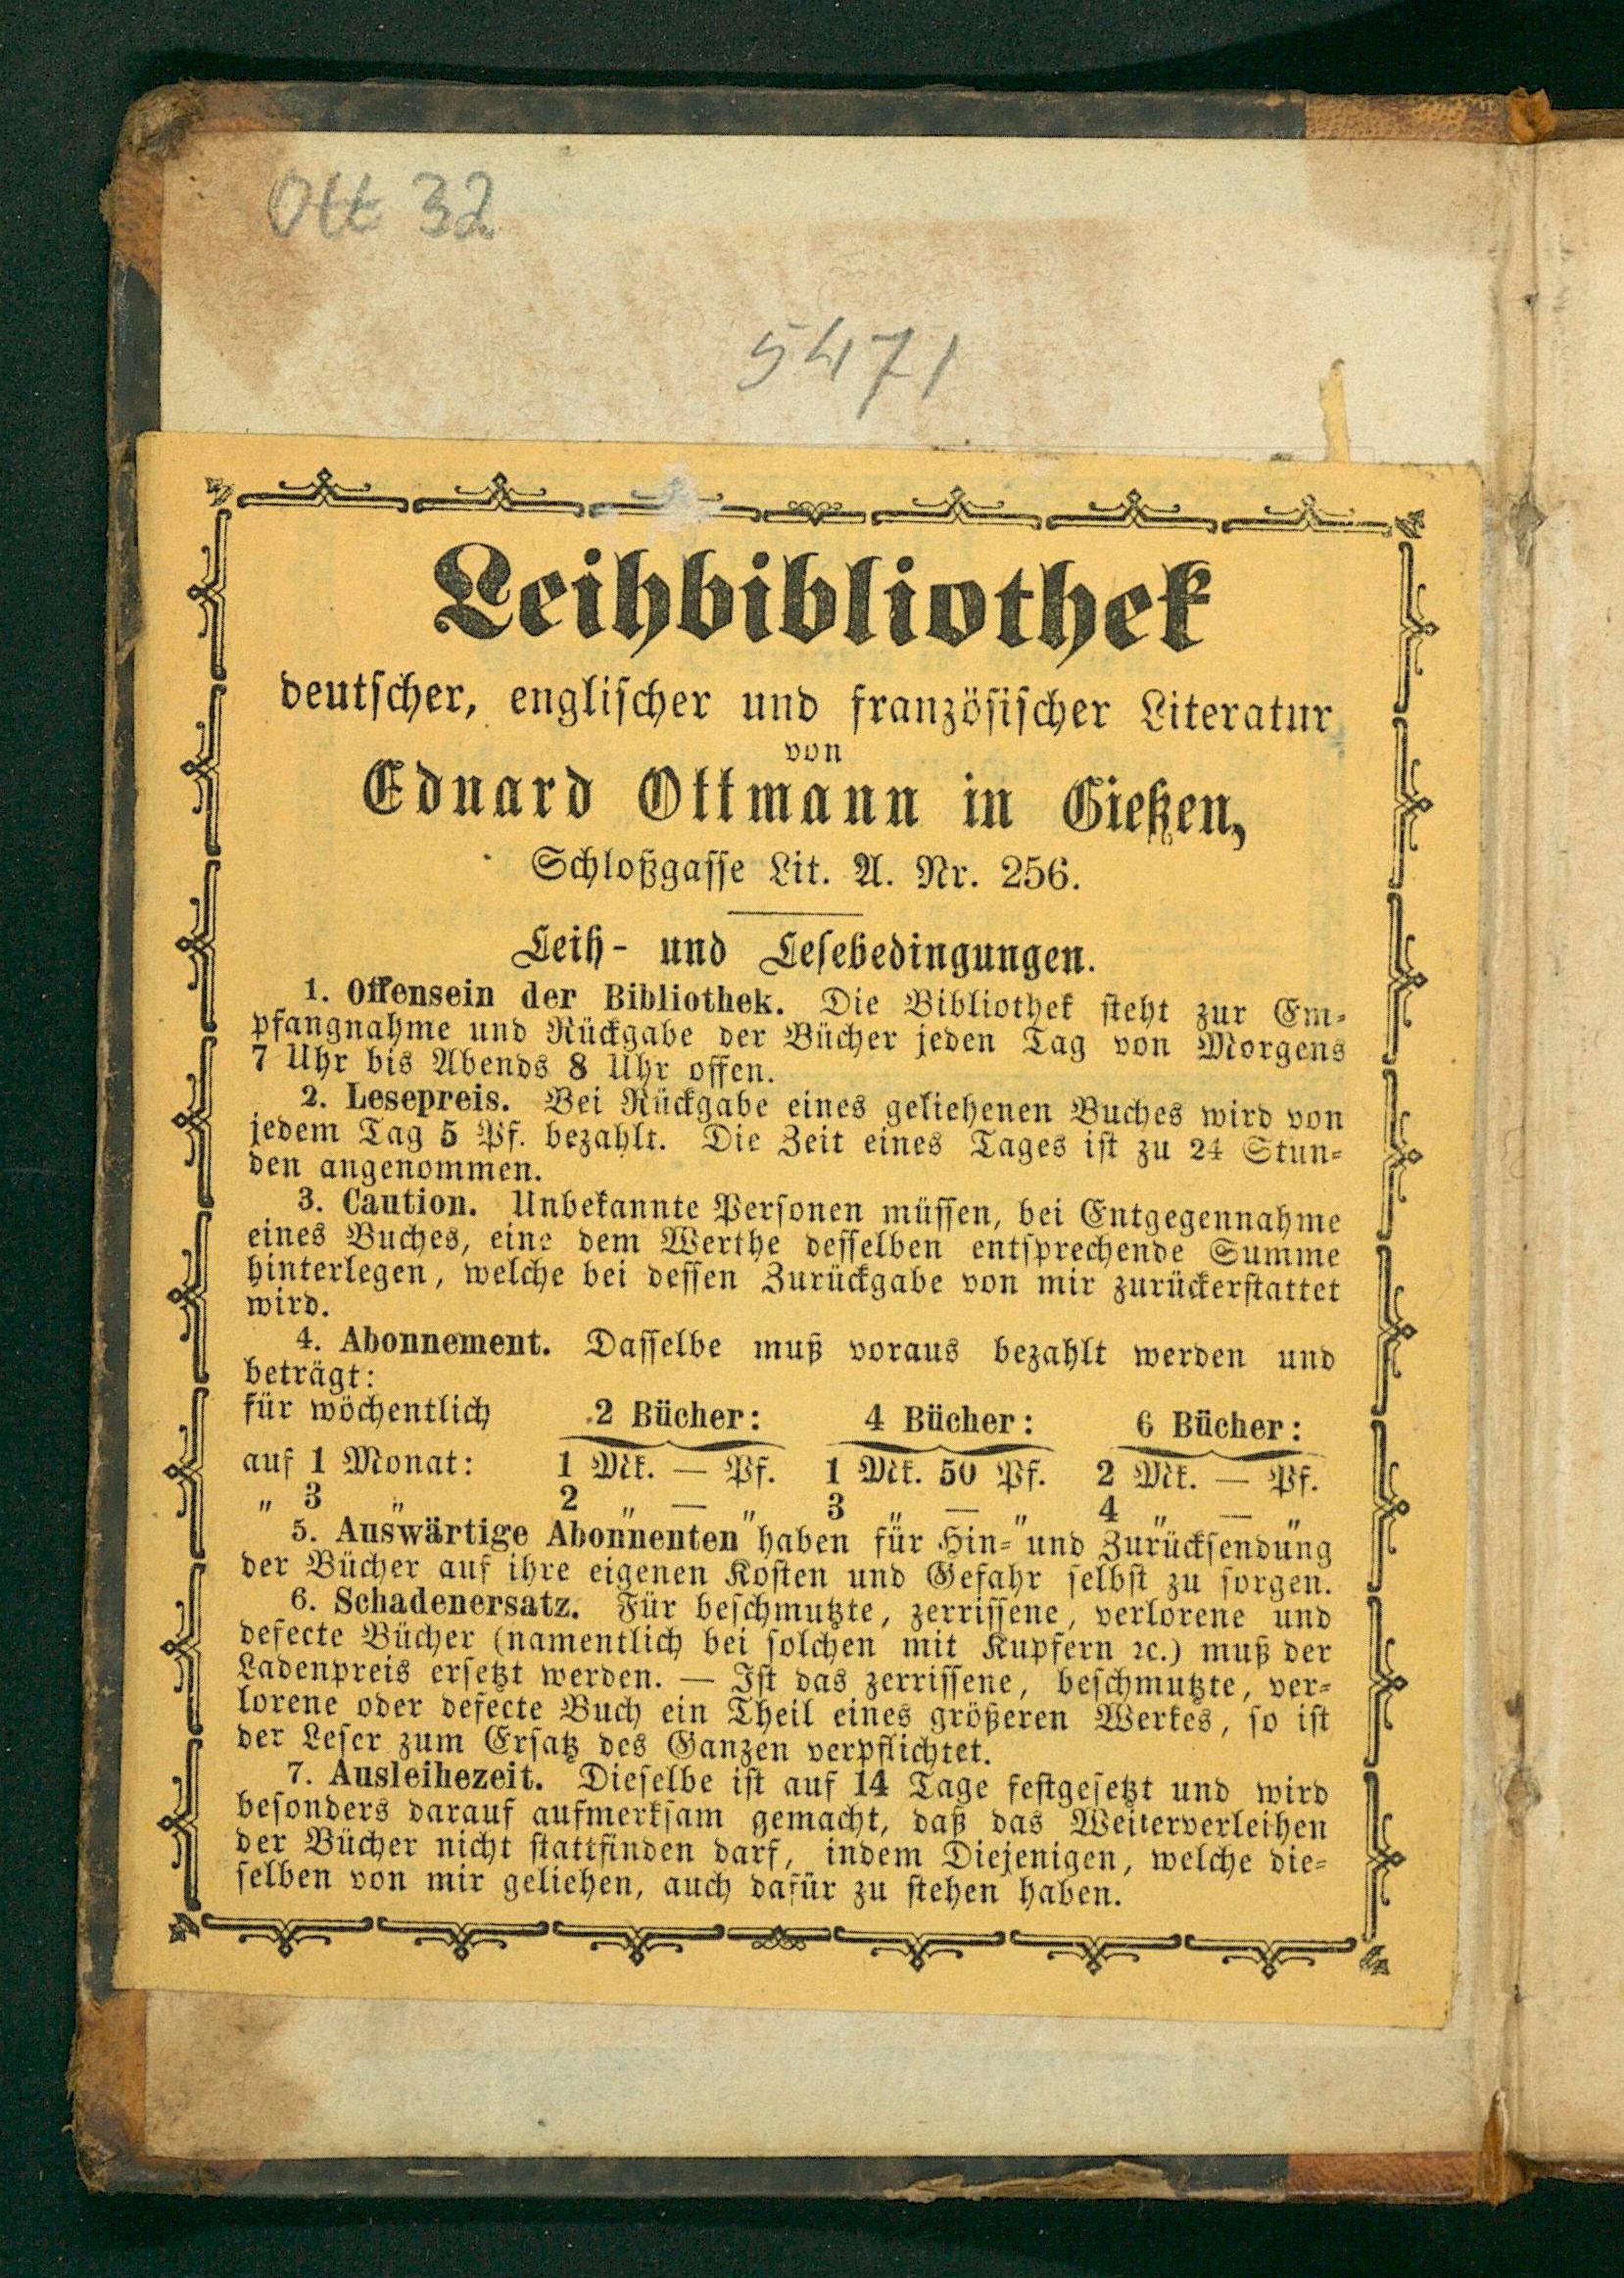 Ott 32
5471
Leihbibliothek
deutscher, englischer und französischer Literatur
von
Eduard Ottmann in Gießen,
Schloßgasse Lit. A. Nr. 256.
Leih- und Lesebedingungen.
1. Offensein der Bibliothek. Die Bibliothek steht zur Em-
pfangnahme und Rückgabe der Bücher jeden Tag von Morgens
7 Uhr bis Abends 8 Uhr offen.
2. Lesepreis. Bei Rückgabe eines geliehenen Buches wird von
jedem Tag 5 Pf. bezahlt. Die Zeit eines Tages ist zu 24 Stun-
den angenommen.
3. Caution. Unbekannte Personen müssen, bei Entgegennahme
eines Buches, eine dem Werthe desselben entsprechende Summe
hinterlegen, welche bei dessen Zurückgabe von mir zurückerstattet
wird.
4. Abonnement. Dasselbe muß voraus bezahlt werden und
beträgt:
für wöchentlich 2 Bücher: 4 Bücher: 6 Bücher:
auf 1 Monat: 1 Mk. — Pf. 1 Mk. 50 Pf. 2 Mk. — Pf.
„ 3 „ 2 „ — „ 3 „ — „ 4 „ — „
5. Auswärtige Abonnenten haben für Hin- und Zurücksendung
der Bücher auf ihre eigenen Kosten und Gefahr selbst zu sorgen.
6. Schadenersatz. Für beschmutzte, zerrissene, verlorene und
defecte Bücher (namentlich bei solchen mit Kupfern ꝛc.) muß der
Ladenpreis ersetzt werden. — Ist das zerrissene, beschmutzte, ver-
lorene oder defecte Buch ein Theil eines größeren Werkes, so ist
der Leser zum Ersatz des Ganzen verpflichtet.
7. Ausleihezeit. Dieselbe ist auf 14 Tage festgesetzt und wird
besonders darauf aufmerksam gemacht, daß das Weiterverleihen
der Bücher nicht stattfinden darf, indem Diejenigen, welche die-
selben von mir geliehen, auch dafür zu stehen haben.